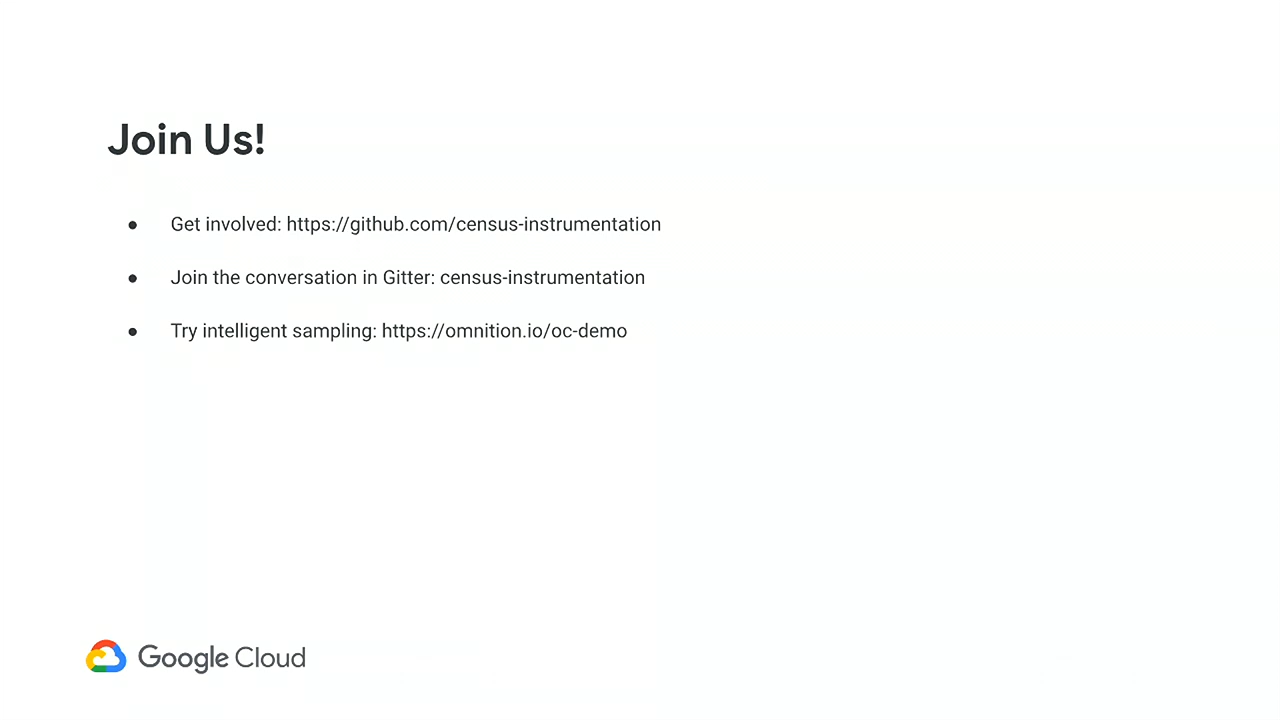 Join Us!
● Get involved: https://github.com/census-instrumentation
● Join the conversation in Gitter: census-instrumentation
● Try intelligent sampling: https://omnition.io/oc-demo
Google Cloud